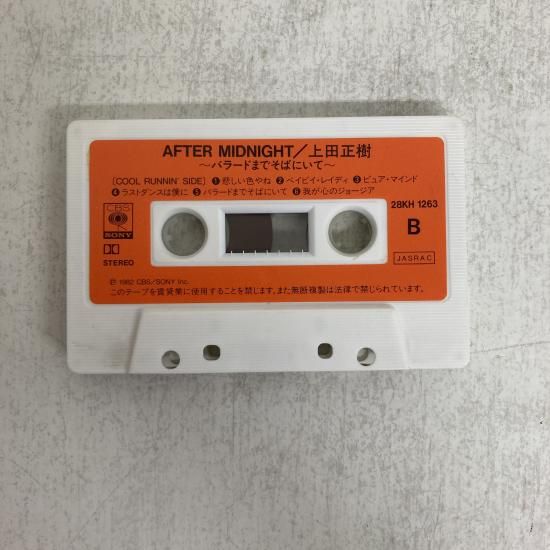 AFTER MIDNIGHT/上田正樹
～バラードまでそばにいて～
〔COOL RUNNIN' SIDE〕 ❶悲しい色やね ❷ベイビイ・レイディ ❸ピュア・マインド
❹ラストダンスは僕に ❺バラードまでそばにいて ❻我が心のジョージア
CBS
SONY
STEREO
28KH 1263
B
JASRAC
Ⓟ 1982 CBS/SONY Inc.
このテープを賃貸業に使用することを禁じます。また無断複製は法律で禁じられています。